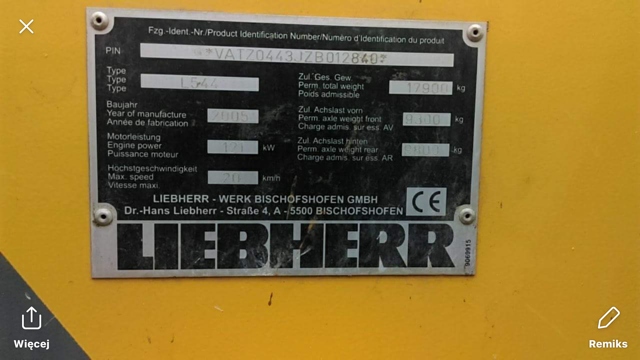 Fzg.-Ident.-Nr./Product Identification Number/Numéro d'Identification du produit
PIN *VATZ0443JZB012840*
Type
Type L544
Type
Zul. Ges. Gew.
Perm. total weight 17990 kg
Poids admissible
Baujahr
Year of manufacture 2005
Année de fabrication
Zul. Achslast vorn
Perm. axle weight front kg
Charge admis. sur ess. AV
Motorleistung
Engine power 121 kW
Puissance moteur
Zul. Achslast hinten
Perm. axle weight rear kg
Charge admis. sur ess. AR
Höchstgeschwindigkeit
Max. speed 20 km/h
Vitesse maxi.
LIEBHERR - WERK BISCHOFSHOFEN GMBH
Dr.-Hans Liebherr - Straße 4, A - 5500 BISCHOFSHOFEN
CE
LIEBHERR
9069915
Więcej
Remiks